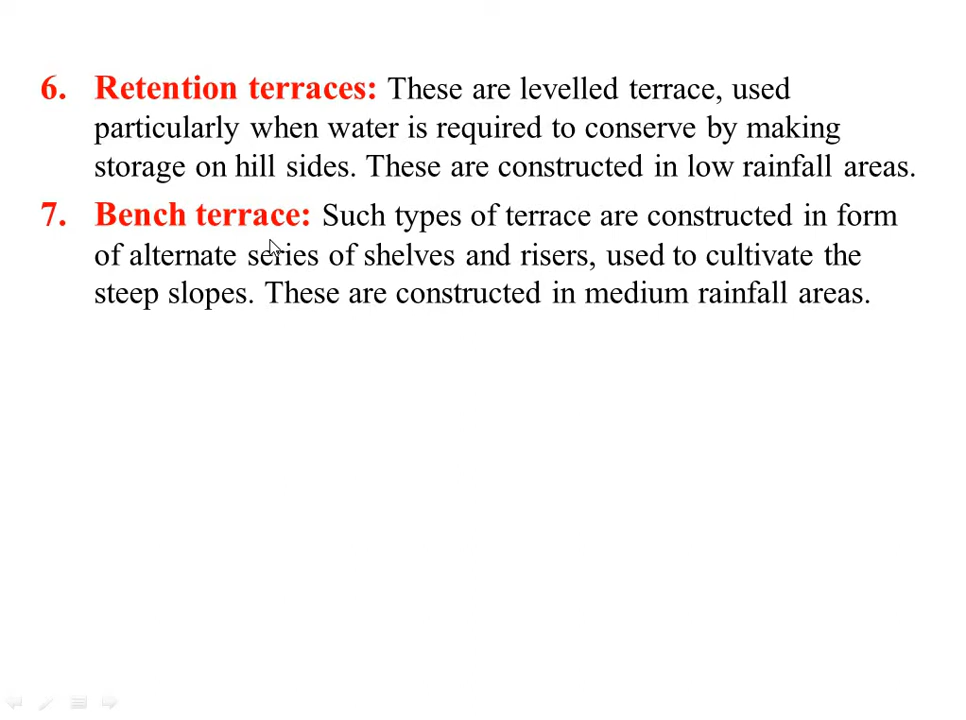 6. Retention terraces: These are levelled terrace, used
particularly when water is required to conserve by making
storage on hill sides. These are constructed in low rainfall areas.
7. Bench terrace: Such types of terrace are constructed in form
of alternate series of shelves and risers, used to cultivate the
steep slopes. These are constructed in medium rainfall areas.